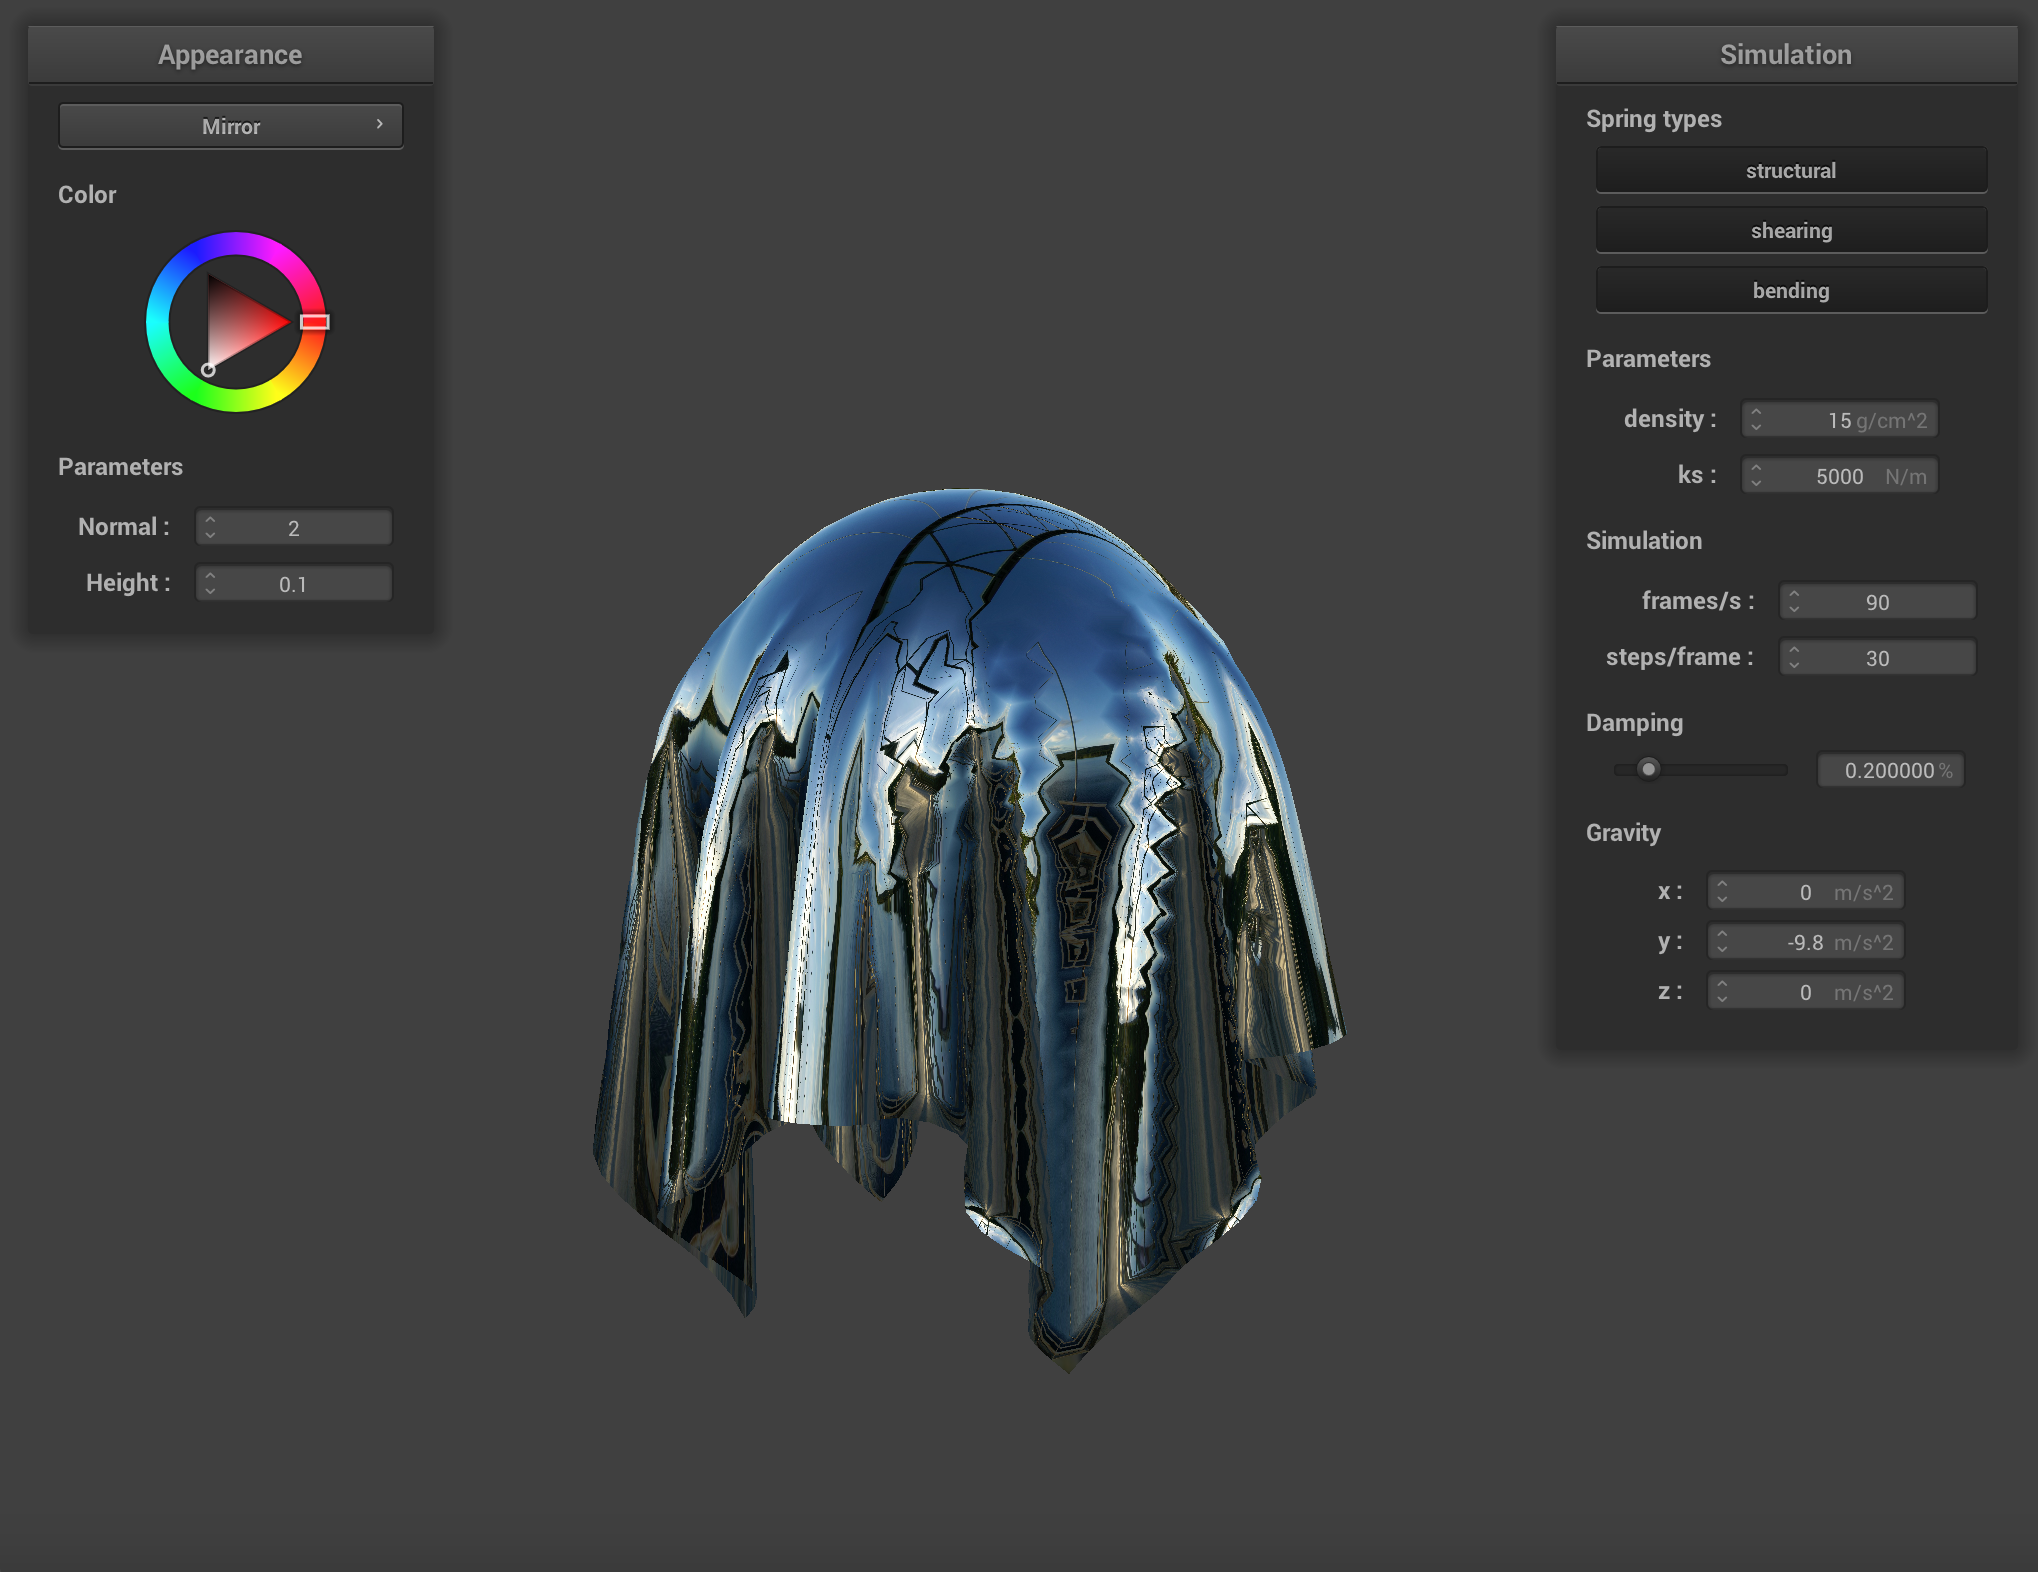 Appearance
Mirror
Color
Parameters
Normal : 2
Height : 0.1
Simulation
Spring types
structural
shearing
bending
Parameters
density : 15 g/cm^2
ks : 5000 N/m
Simulation
frames/s : 90
steps/frame : 30
Damping
0.200000 %
Gravity
x : 0 m/s^2
y : -9.8 m/s^2
z : 0 m/s^2